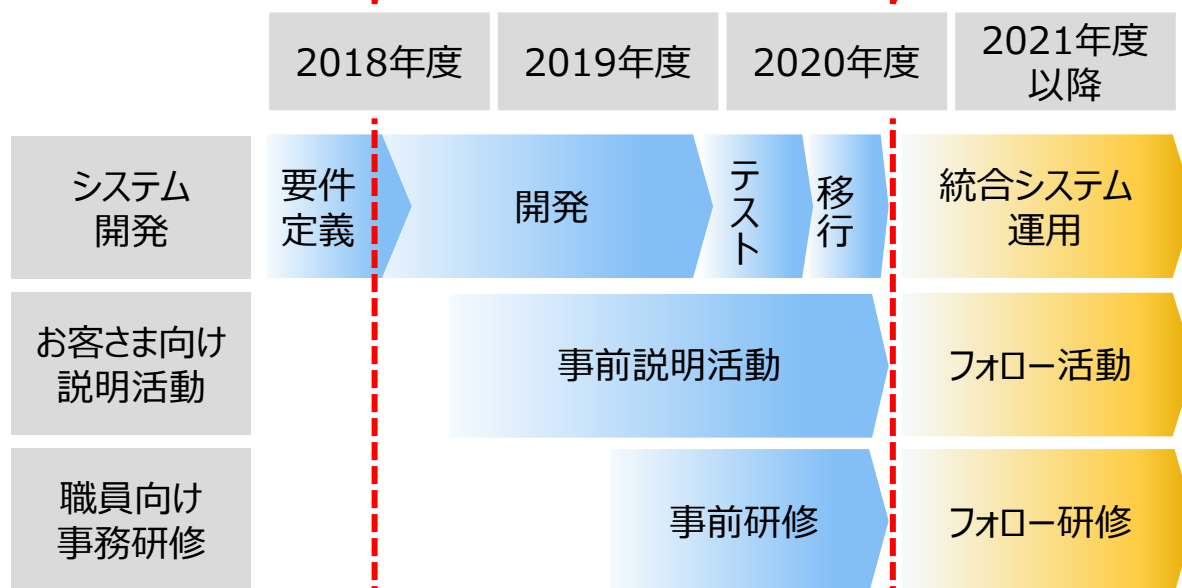 2018年度
2019年度
2020年度
2021年度
以降
システム
開発
要件
定義
開発
テスト
移行
統合システム
運用
お客さま向け
説明活動
事前説明活動
フォロー活動
職員向け
事務研修
事前研修
フォロー研修